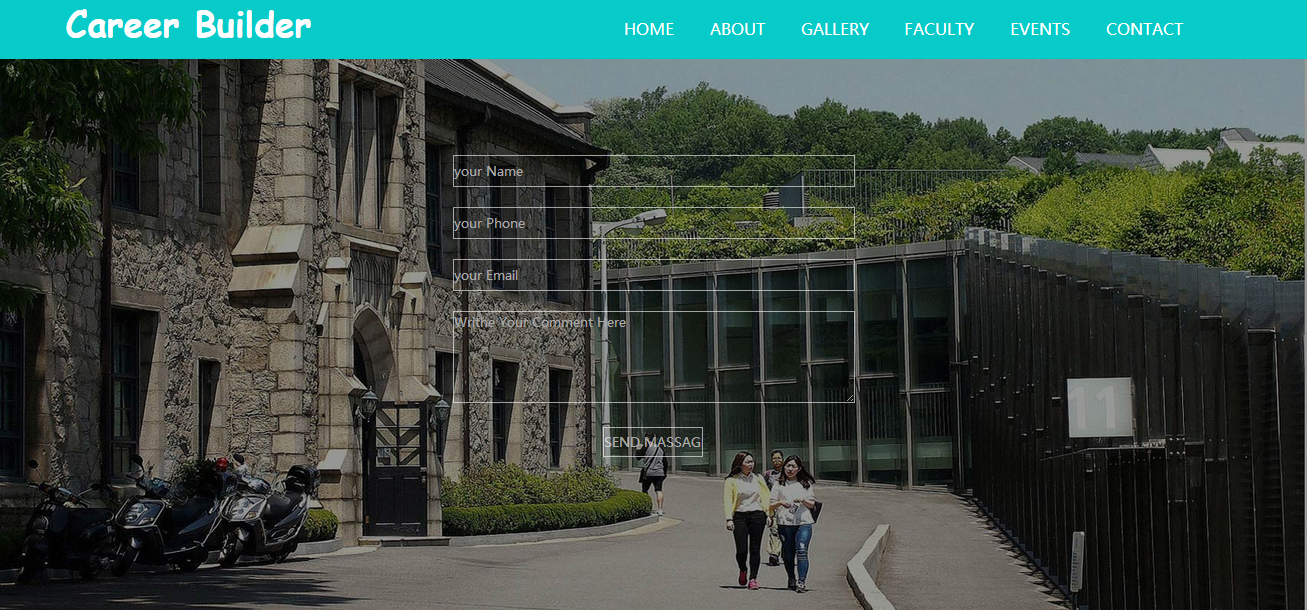 Career Builder
HOME ABOUT GALLERY FACULTY EVENTS CONTACT
your Name
your Phone
your Email
Writhe Your Comment Here
SEND MASSAG
11